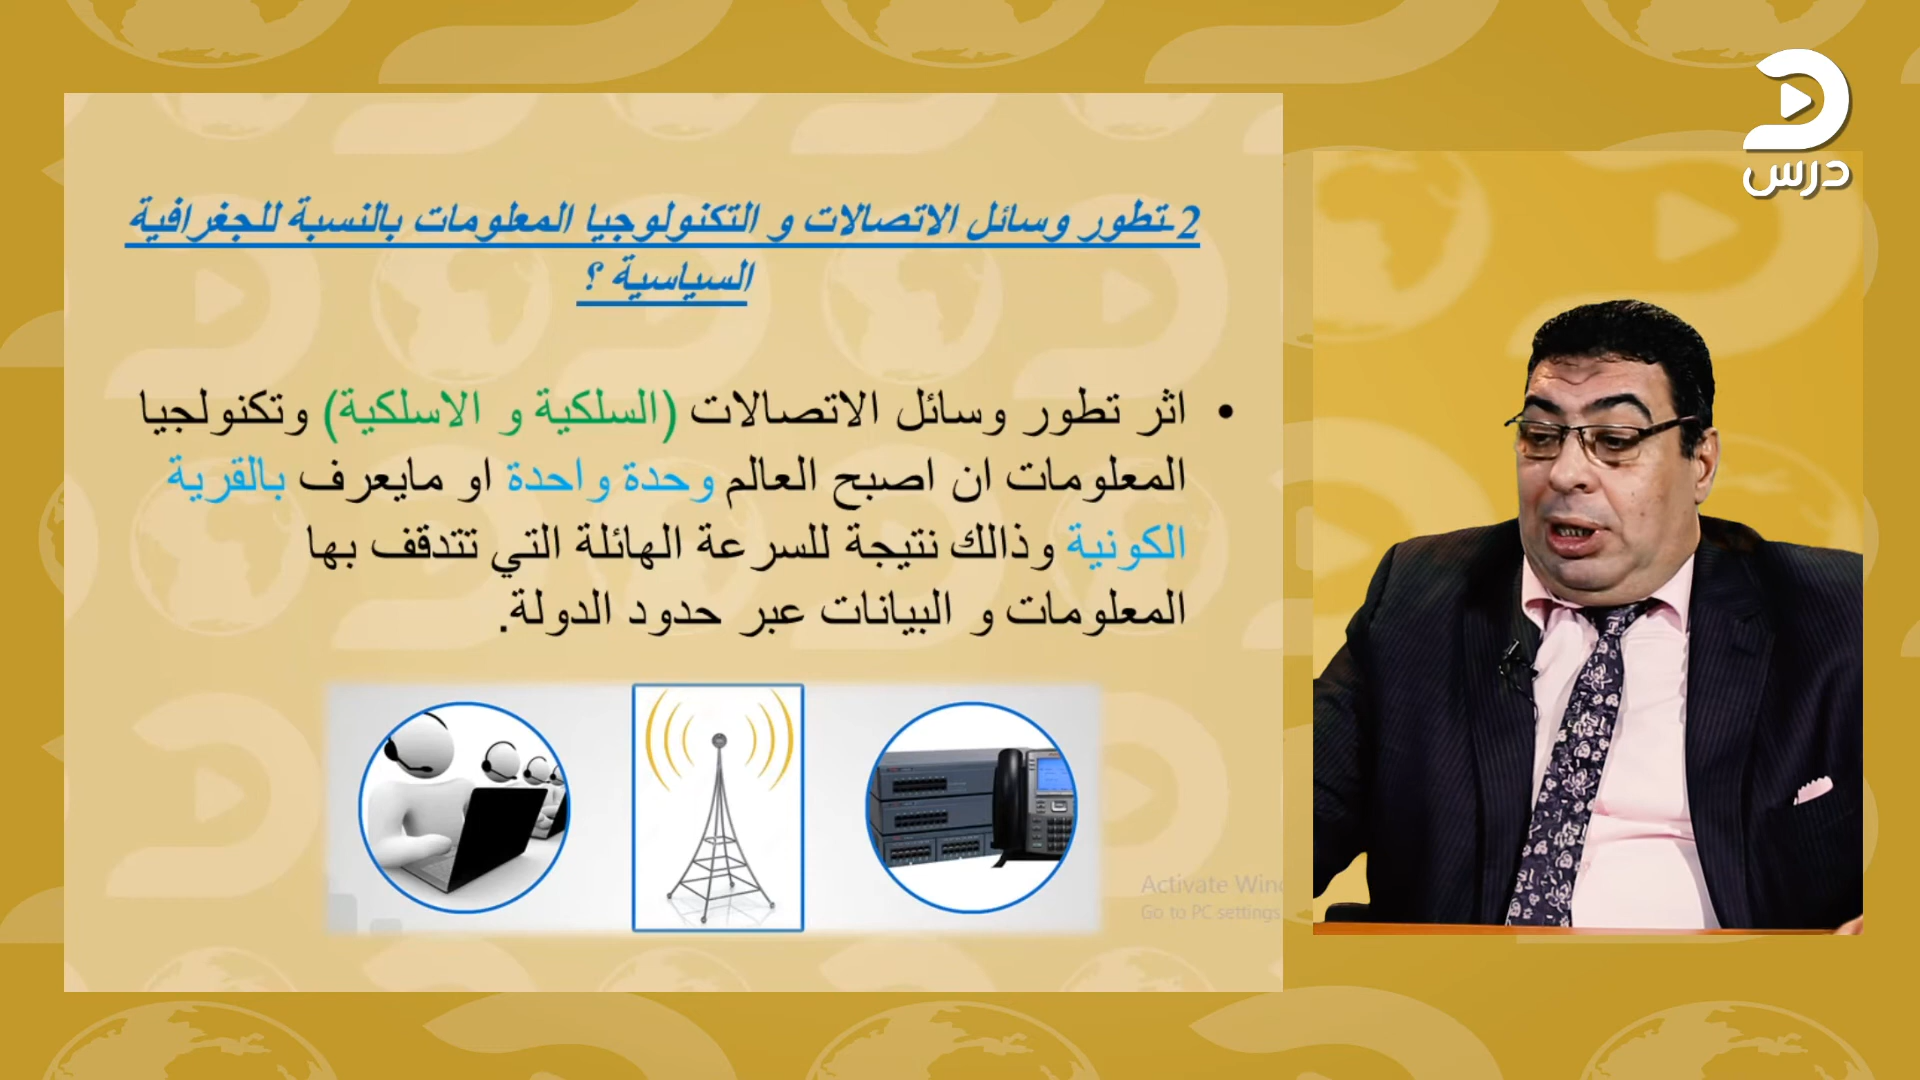 درس
2-تطور وسائل الاتصالات و التكنولوجيا المعلومات بالنسبة للجغرافية
السياسية ؟
• اثر تطور وسائل الاتصالات (السلكية و الاسلكية) وتكنولجيا
المعلومات ان اصبح العالم وحدة واحدة او مايعرف بالقرية
الكونية وذالك نتيجة للسرعة الهائلة التي تتدقف بها
المعلومات و البيانات عبر حدود الدولة.
Activate Win
Go to PC settings